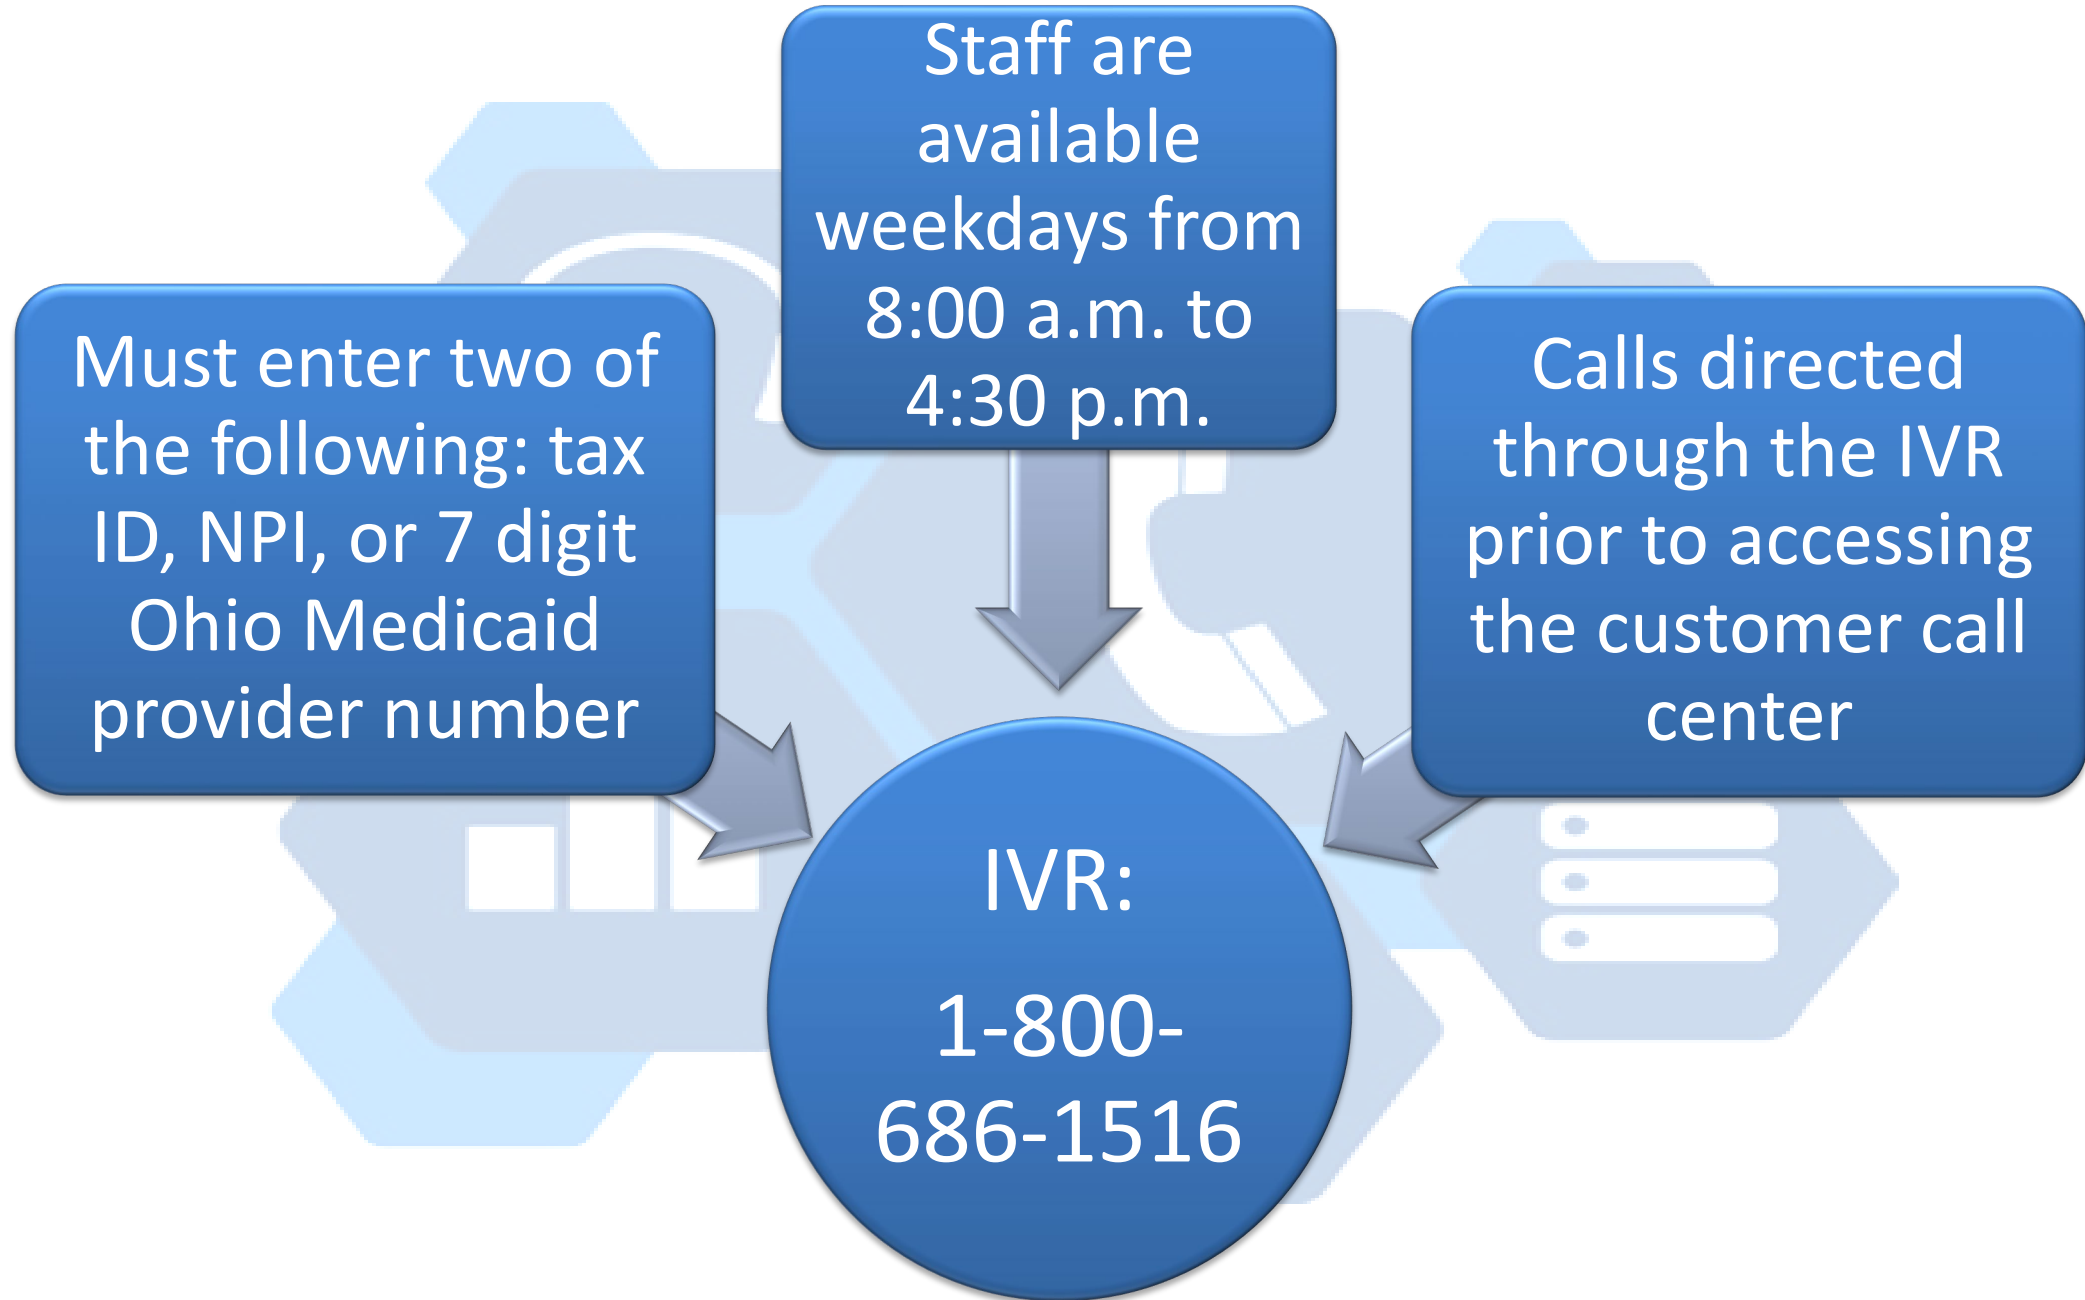 Staff are
available
weekdays from
8:00 a.m. to
4:30 p.m.
Must enter two of
the following: tax
ID, NPI, or 7 digit
Ohio Medicaid
provider number
Calls directed
through the IVR
prior to accessing
the customer call
center
IVR:
1-800-
686-1516